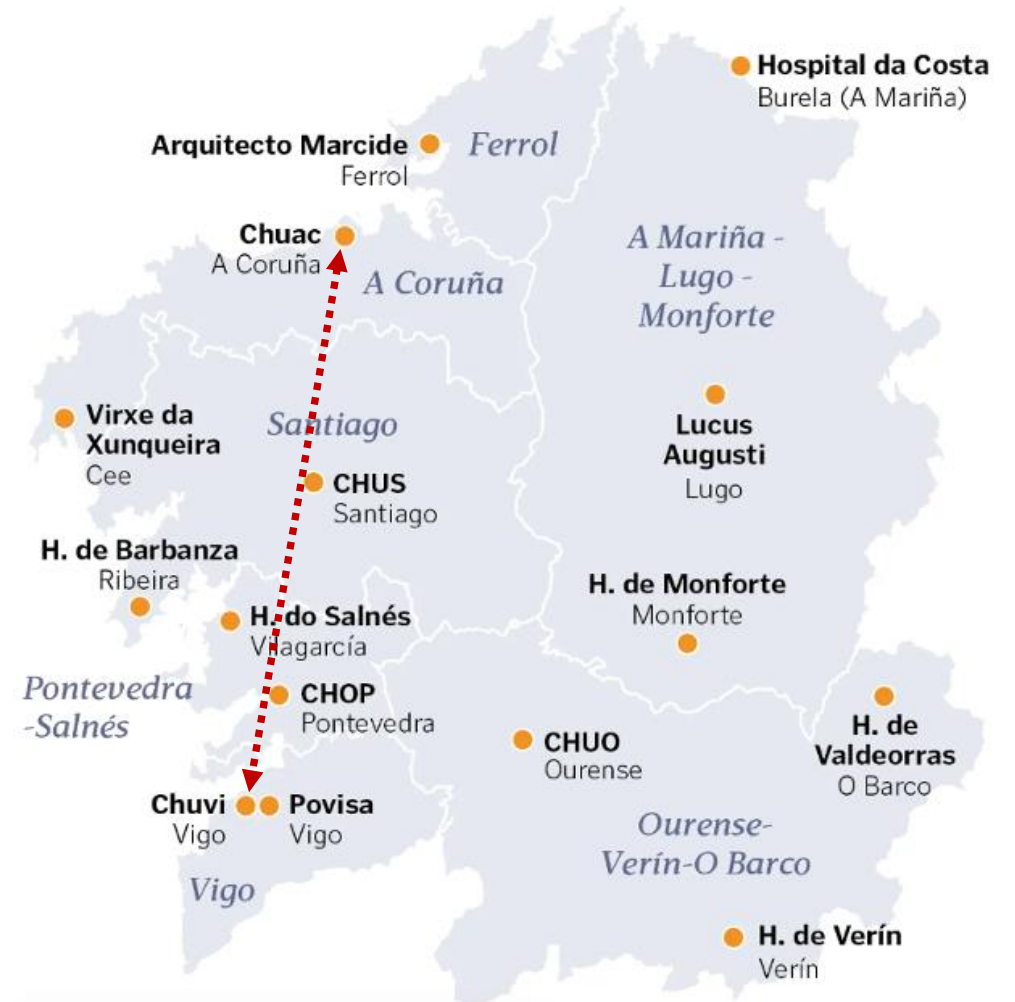 Hospital da Costa
Burela (A Mariña)
Arquitecto Marcide
Ferrol
Ferrol
Chuac
A Coruña
A Coruña
A Mariña -
Lugo -
Monforte
Virxe da
Xunqueira
Cee
Santiago
CHUS
Santiago
Lucus
Augusti
Lugo
H. de Barbanza
Ribeira
H. do Salnés
Vilagarcía
H. de Monforte
Monforte
Pontevedra
-Salnés
CHOP
Pontevedra
CHUO
Ourense
H. de
Valdeorras
O Barco
Chuvi
Vigo
Povisa
Vigo
Vigo
Ourense-
Verín-O Barco
H. de Verín
Verín